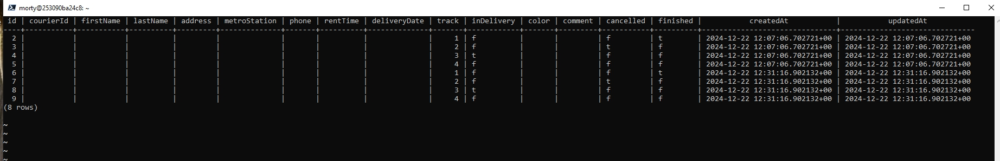 morty@253090ba24c8: ~
id | courierId | firstName | lastName | address | metroStation | phone | rentTime | deliveryDate | track | inDelivery | color | comment | cancelled | finished | createdAt | updatedAt
----+-----------+-----------+----------+---------+--------------+-------+----------+--------------+-------+------------+-------+---------+-----------+----------+-------------------------------+-------------------------------
2 | | | | | | | | | 1 | f | | | f | t | 2024-12-22 12:07:06.702721+00 | 2024-12-22 12:07:06.702721+00
3 | | | | | | | | | 2 | f | | | t | f | 2024-12-22 12:07:06.702721+00 | 2024-12-22 12:07:06.702721+00
4 | | | | | | | | | 3 | t | | | f | f | 2024-12-22 12:07:06.702721+00 | 2024-12-22 12:07:06.702721+00
5 | | | | | | | | | 4 | f | | | f | f | 2024-12-22 12:07:06.702721+00 | 2024-12-22 12:07:06.702721+00
6 | | | | | | | | | 1 | f | | | f | t | 2024-12-22 12:31:16.902132+00 | 2024-12-22 12:31:16.902132+00
7 | | | | | | | | | 2 | f | | | t | f | 2024-12-22 12:31:16.902132+00 | 2024-12-22 12:31:16.902132+00
8 | | | | | | | | | 3 | t | | | f | f | 2024-12-22 12:31:16.902132+00 | 2024-12-22 12:31:16.902132+00
9 | | | | | | | | | 4 | f | | | f | f | 2024-12-22 12:31:16.902132+00 | 2024-12-22 12:31:16.902132+00
(8 rows)
~
~
~
~
~